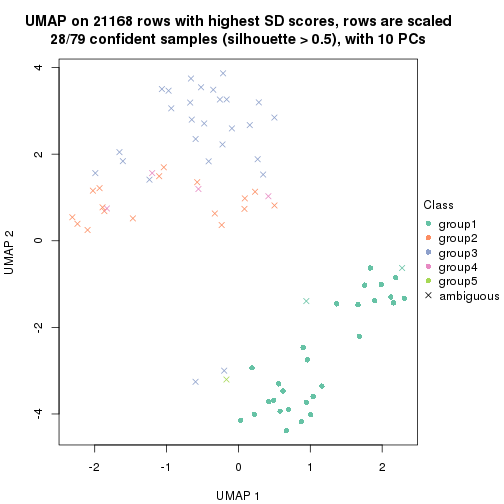 UMAP on 21168 rows with highest SD scores, rows are scaled
28/79 confident samples (silhouette > 0.5), with 10 PCs
4
2
0
-2
-4
UMAP 2
-2
-1
0
1
2
UMAP 1
Class
group1
group2
group3
group4
group5
ambiguous